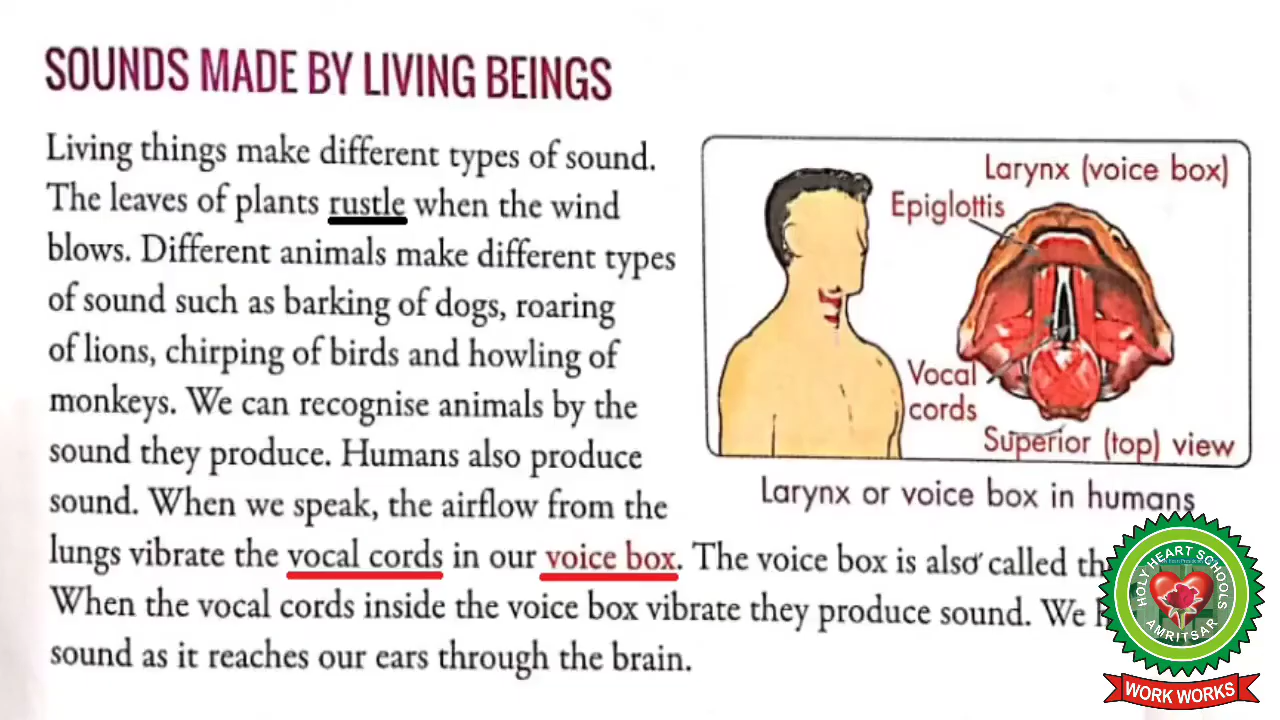 SOUNDS MADE BY LIVING BEINGS
Living things make different types of sound.
The leaves of plants rustle when the wind
blows. Different animals make different types
of sound such as barking of dogs, roaring
of lions, chirping of birds and howling of
monkeys. We can recognise animals by the
sound they produce. Humans also produce
sound. When we speak, the airflow from the
lungs vibrate the vocal cords in our voice box. The voice box is also called
When the vocal cords inside the voice box vibrate they produce sound. We
sound as it reaches our ears through the brain.
Larynx (voice box)
Epiglottis
Vocal
cords
Superior (top) view
Larynx or voice box in humans
HOLY HEART SCHOOLS
AMRITSAR
WORK WORKS